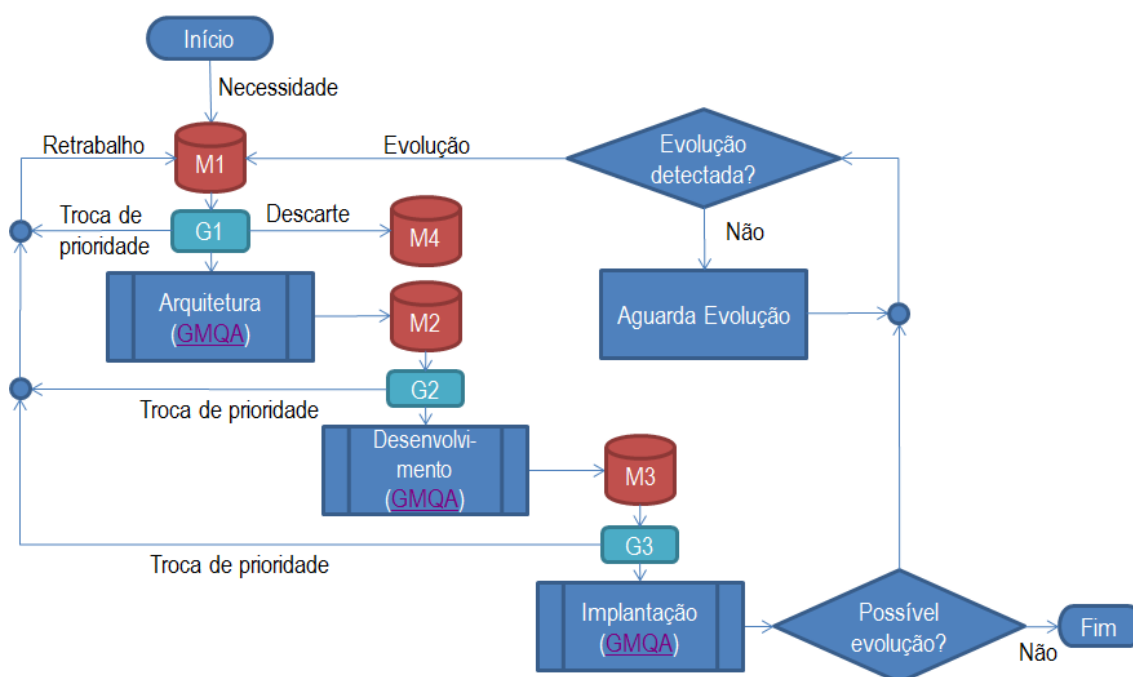 Início
Necessidade
Retrabalho
M1
Evolução
Evolução
detectada?
Troca de
prioridade
G1
Descarte
M4
Não
Arquitetura
(GMQA)
M2
Aguarda Evolução
G2
Troca de prioridade
Desenvolvi-
mento
(GMQA)
M3
G3
Troca de prioridade
Implantação
(GMQA)
Possível
evolução?
Não
Fim